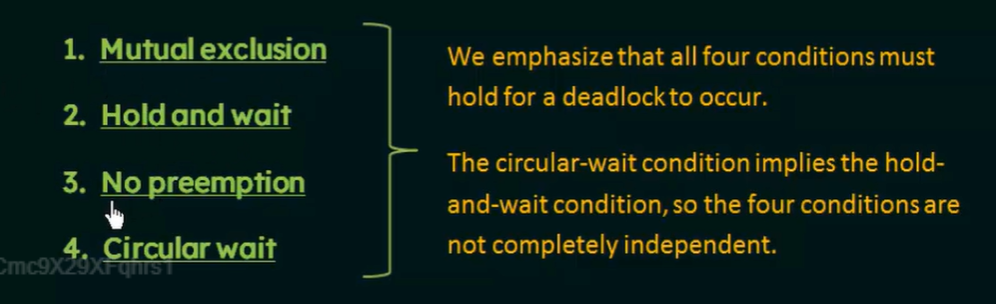 1. Mutual exclusion
2. Hold and wait
3. No preemption
4. Circular wait
We emphasize that all four conditions must
hold for a deadlock to occur.
The circular-wait condition implies the hold-
and-wait condition, so the four conditions are
not completely independent.